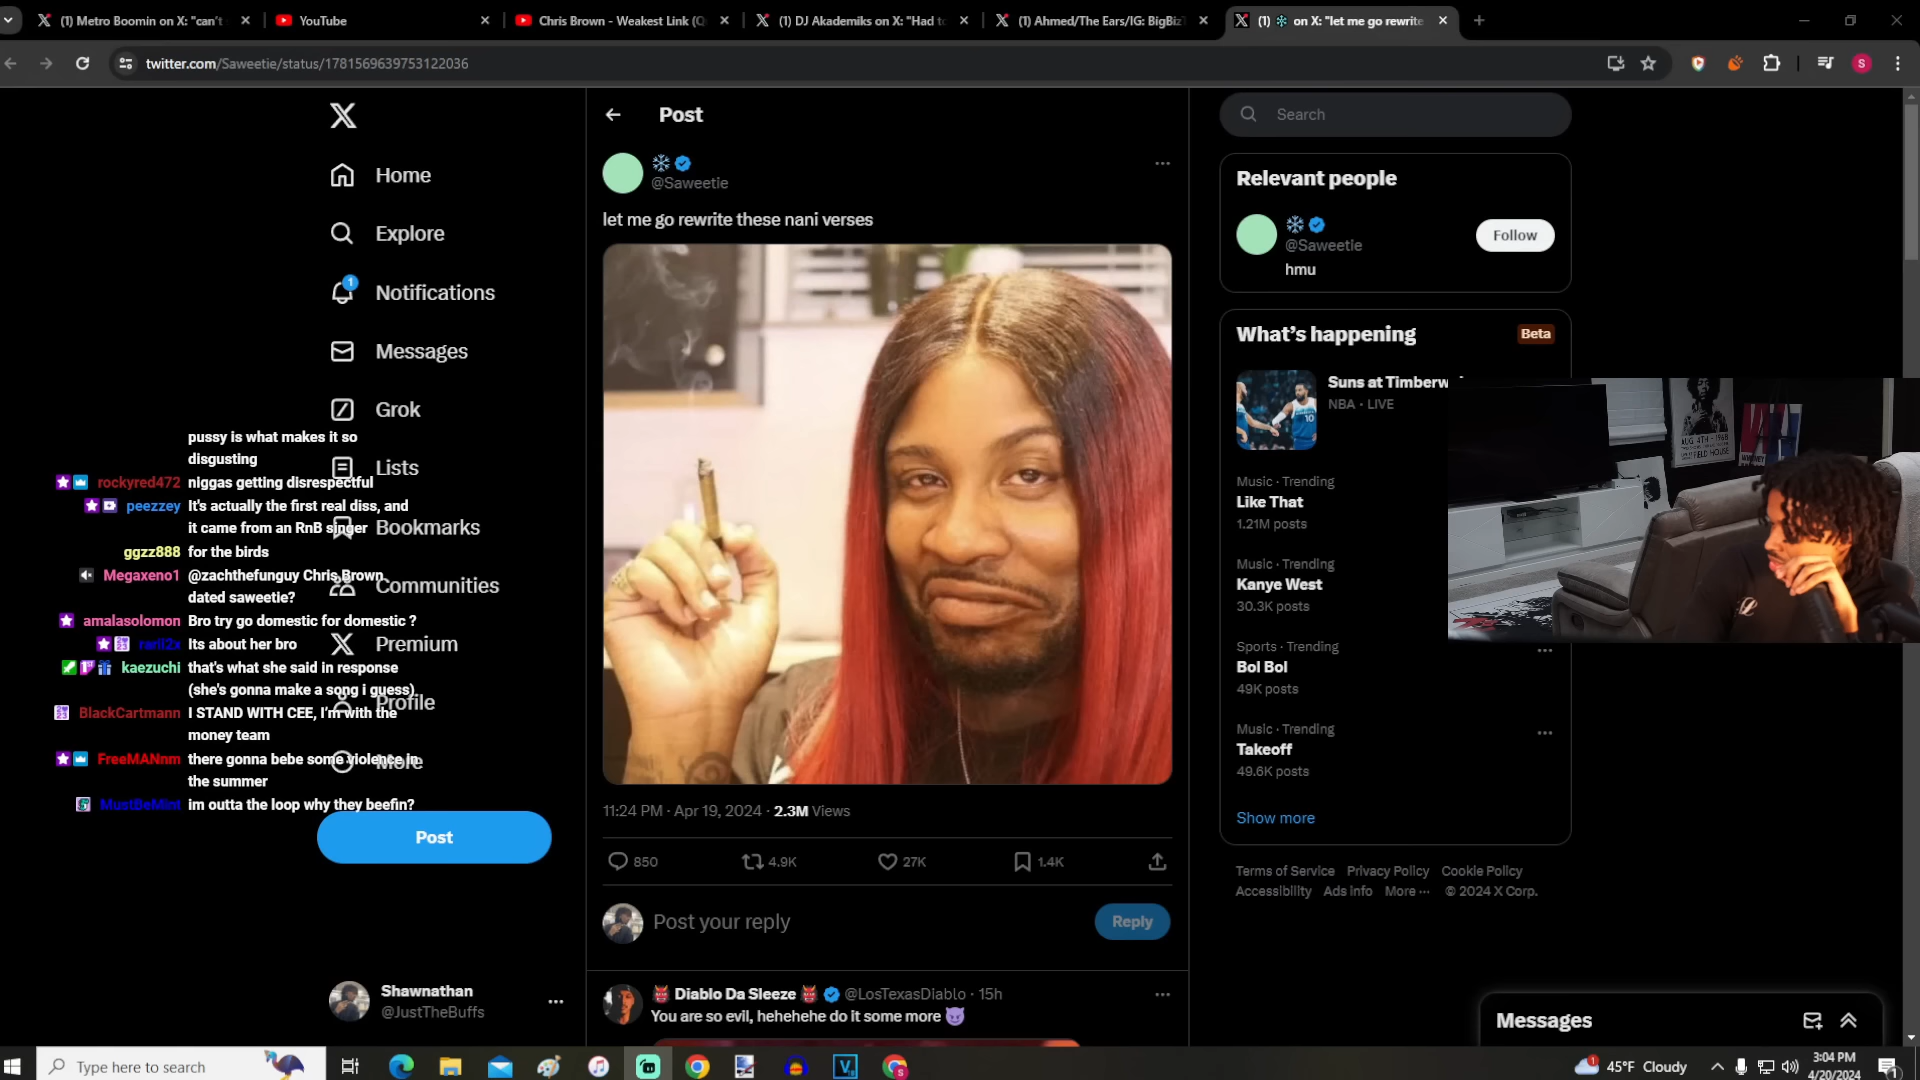 (1) Metro Boomin on X: "can't
YouTube
Chris Brown - Weakest Link (Q
(1) DJ Akademiks on X: "Had to
(1) Ahmed/The Ears/IG: BigBizT
(1) ❄ on X: "let me go rewrite
twitter.com/Saweetie/status/1781569639753122036
S
Home
Explore
1
Notifications
Messages
Grok
Lists
Bookmarks
Communities
Premium
Profile
More
Post
Shawnathan
@JustTheBuffs
pussy is what makes it so
disgusting
rockyred472 niggas getting disrespectful
peezzey It's actually the first real diss, and
it came from an RnB singer
ggzz888 for the birds
Megaxeno1 @zachthefunguy Chris Brown
dated saweetie?
amalasolomon Bro try go domestic for domestic ?
Its about her bro
kaezuchi that's what she said in response
(she's gonna make a song i guess)
BlackCartmann I STAND WITH CEE, I'm with the
money team
FreeMANnm there gonna bebe some violence in
the summer
MustBeMint im outta the loop why they beefin?
Post
❄
@Saweetie
let me go rewrite these nani verses
11:24 PM · Apr 19, 2024 · 2.3M Views
850
4.9K
27K
1.4K
Post your reply
Reply
👹 Diablo Da Sleeze 👹 @LosTexasDiablo · 15h
You are so evil, hehehehe do it some more 😈
Search
Relevant people
❄
@Saweetie
Follow
hmu
What's happening
Beta
Suns at Timberw
NBA · LIVE
10
Music · Trending
Like That
1.21M posts
Music · Trending
Kanye West
30.3K posts
Sports · Trending
Bol Bol
49K posts
Music · Trending
Takeoff
49.6K posts
Show more
Terms of Service Privacy Policy Cookie Policy
Accessibility Ads info More ··· © 2024 X Corp.
AUG 4TH - 1968
FIELD HOUSE
Messages
Type here to search
45°F Cloudy
3:04 PM
4/20/2024
1